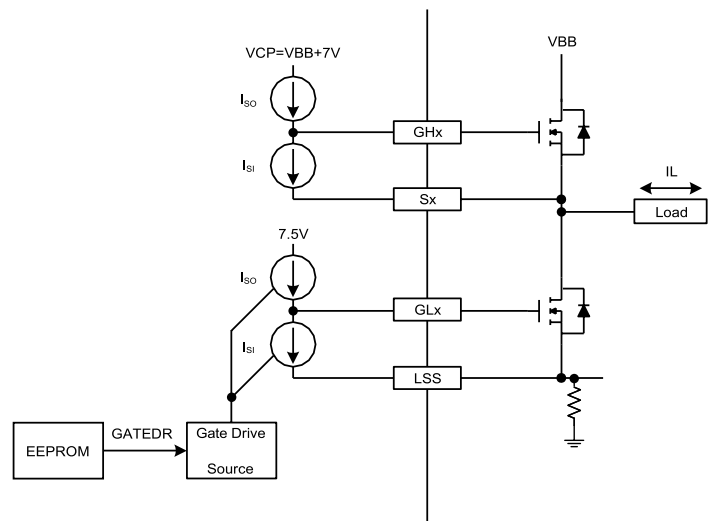 VCP=VBB+7V
VBB
ISO
GHx
ISI
IL
Sx
Load
7.5V
ISO
GLx
ISI
LSS
EEPROM
GATEDR
Gate Drive
Source